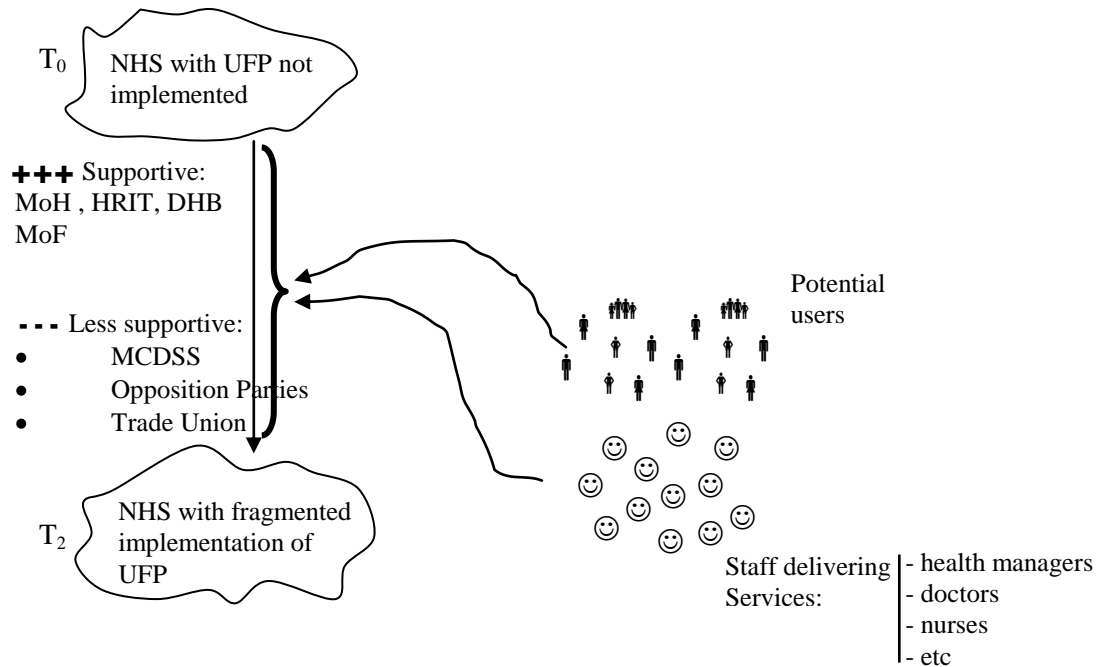 T0
NHS with UFP not
implemented
+++ Supportive:
MoH , HRIT, DHB
MoF
--- Less supportive:
● MCDSS
● Opposition Parties
● Trade Union
T2
NHS with fragmented
implementation of
UFP
Potential
users
Staff delivering
Services:
- health managers
- doctors
- nurses
- etc